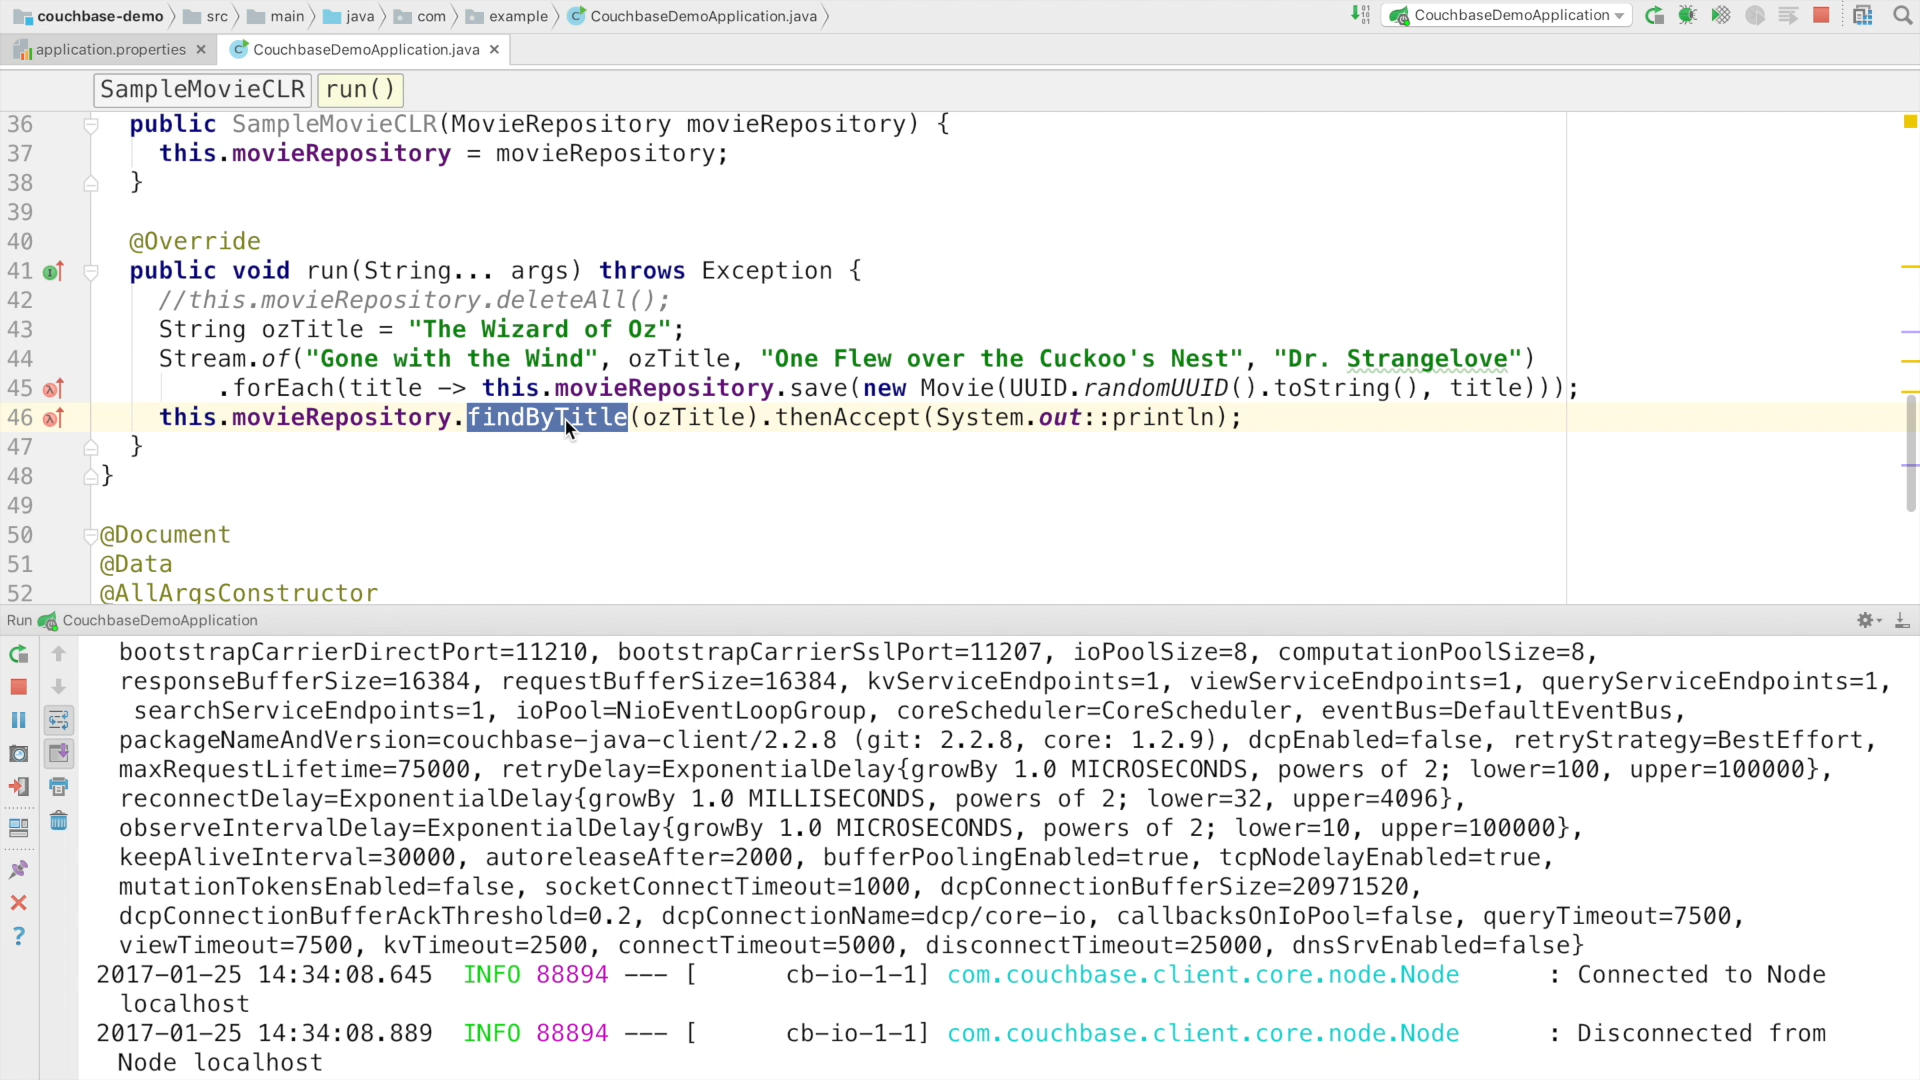 couchbase-demo src main java com example CouchbaseDemoApplication.java CouchbaseDemoApplication
application.properties CouchbaseDemoApplication.java
SampleMovieCLR run()
36 public SampleMovieCLR(MovieRepository movieRepository) {
37 this.movieRepository = movieRepository;
38 }
39
40 @Override
41 public void run(String... args) throws Exception {
42 //this.movieRepository.deleteAll();
43 String ozTitle = "The Wizard of Oz";
44 Stream.of("Gone with the Wind", ozTitle, "One Flew over the Cuckoo's Nest", "Dr. Strangelove")
45 .forEach(title -> this.movieRepository.save(new Movie(UUID.randomUUID().toString(), title)));
46 this.movieRepository.findByTitle(ozTitle).thenAccept(System.out::println);
47 }
48 }
49
50 @Document
51 @Data
52 @AllArgsConstructor
Run CouchbaseDemoApplication
bootstrapCarrierDirectPort=11210, bootstrapCarrierSslPort=11207, ioPoolSize=8, computationPoolSize=8,
responseBufferSize=16384, requestBufferSize=16384, kvServiceEndpoints=1, viewServiceEndpoints=1, queryServiceEndpoints=1,
searchServiceEndpoints=1, ioPool=NioEventLoopGroup, coreScheduler=CoreScheduler, eventBus=DefaultEventBus,
packageNameAndVersion=couchbase-java-client/2.2.8 (git: 2.2.8, core: 1.2.9), dcpEnabled=false, retryStrategy=BestEffort,
maxRequestLifetime=75000, retryDelay=ExponentialDelay{growBy 1.0 MICROSECONDS, powers of 2; lower=100, upper=100000},
reconnectDelay=ExponentialDelay{growBy 1.0 MILLISECONDS, powers of 2; lower=32, upper=4096},
observeIntervalDelay=ExponentialDelay{growBy 1.0 MICROSECONDS, powers of 2; lower=10, upper=100000},
keepAliveInterval=30000, autoreleaseAfter=2000, bufferPoolingEnabled=true, tcpNodelayEnabled=true,
mutationTokensEnabled=false, socketConnectTimeout=1000, dcpConnectionBufferSize=20971520,
dcpConnectionBufferAckThreshold=0.2, dcpConnectionName=dcp/core-io, callbacksOnIoPool=false, queryTimeout=7500,
viewTimeout=7500, kvTimeout=2500, connectTimeout=5000, disconnectTimeout=25000, dnsSrvEnabled=false}
2017-01-25 14:34:08.645 INFO 88894 --- [ cb-io-1-1] com.couchbase.client.core.node.Node : Connected to Node
localhost
2017-01-25 14:34:08.889 INFO 88894 --- [ cb-io-1-1] com.couchbase.client.core.node.Node : Disconnected from
Node localhost